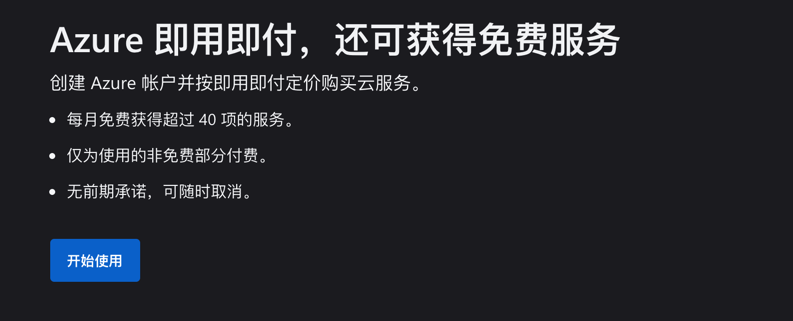 Azure 即用即付，还可获得免费服务
创建 Azure 帐户并按即用即付定价购买云服务。
• 每月免费获得超过 40 项的服务。
• 仅为使用的非免费部分付费。
• 无前期承诺，可随时取消。
开始使用